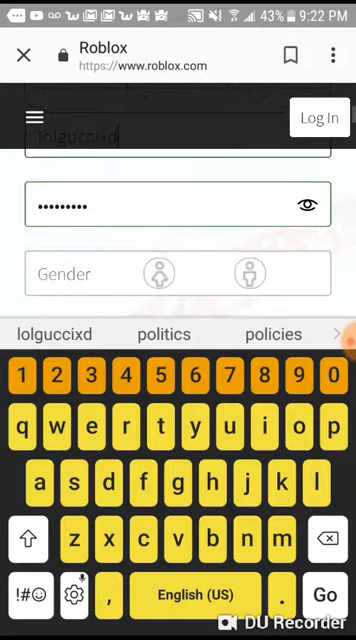 43% 9:22 PM
Roblox
https://www.roblox.com
Log In
lolguccixd
•••••••••
Gender
lolguccixd politics policies
1 2 3 4 5 6 7 8 9 0
q w e r t y u i o p
a s d f g h j k l
z x c v b n m
!#☺ , English (US) . Go
DU Recorder